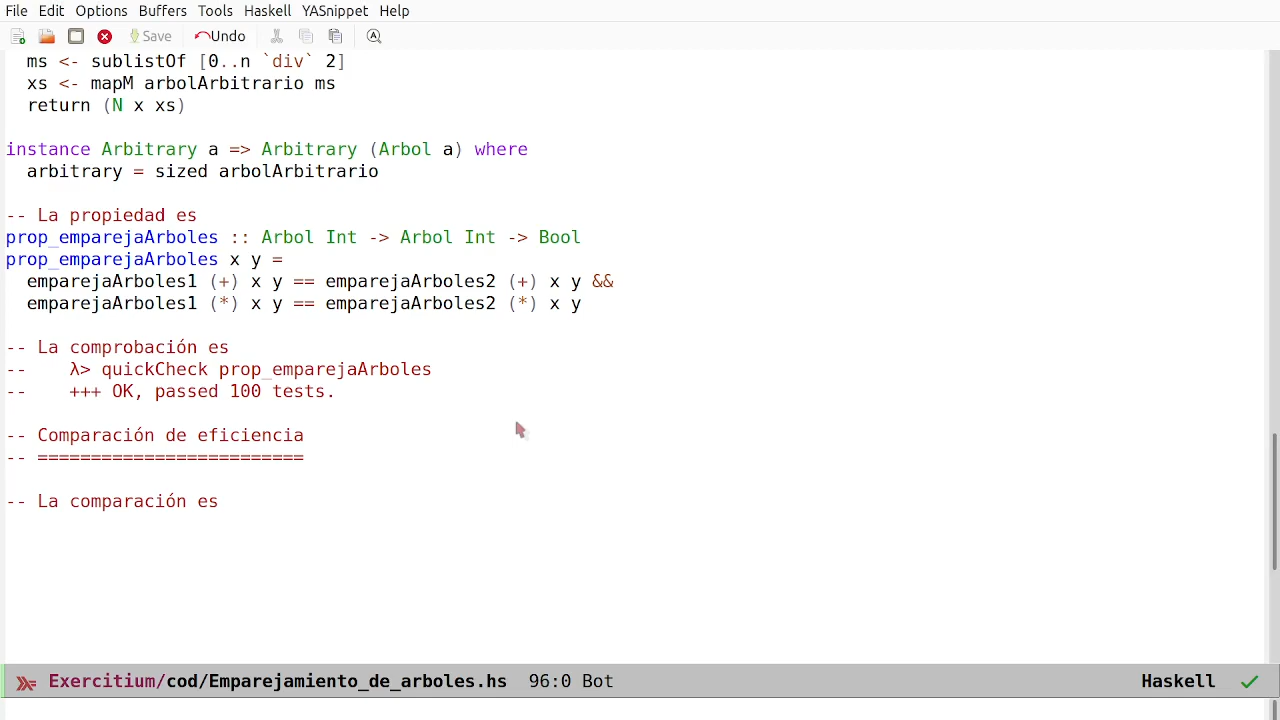 File Edit Options Buffers Tools Haskell YASnippet Help
Save Undo
  ms <- sublistOf [0..n `div` 2]
  xs <- mapM arbolArbitrario ms
  return (N x xs)
instance Arbitrary a => Arbitrary (Arbol a) where
  arbitrary = sized arbolArbitrario
-- La propiedad es
prop_emparejaArboles :: Arbol Int -> Arbol Int -> Bool
prop_emparejaArboles x y =
  emparejaArboles1 (+) x y == emparejaArboles2 (+) x y &&
  emparejaArboles1 (*) x y == emparejaArboles2 (*) x y
-- La comprobación es
--    λ> quickCheck prop_emparejaArboles
--    +++ OK, passed 100 tests.
-- Comparación de eficiencia
-- =========================
-- La comparación es
Exercitium/cod/Emparejamiento_de_arboles.hs 96:0 Bot Haskell